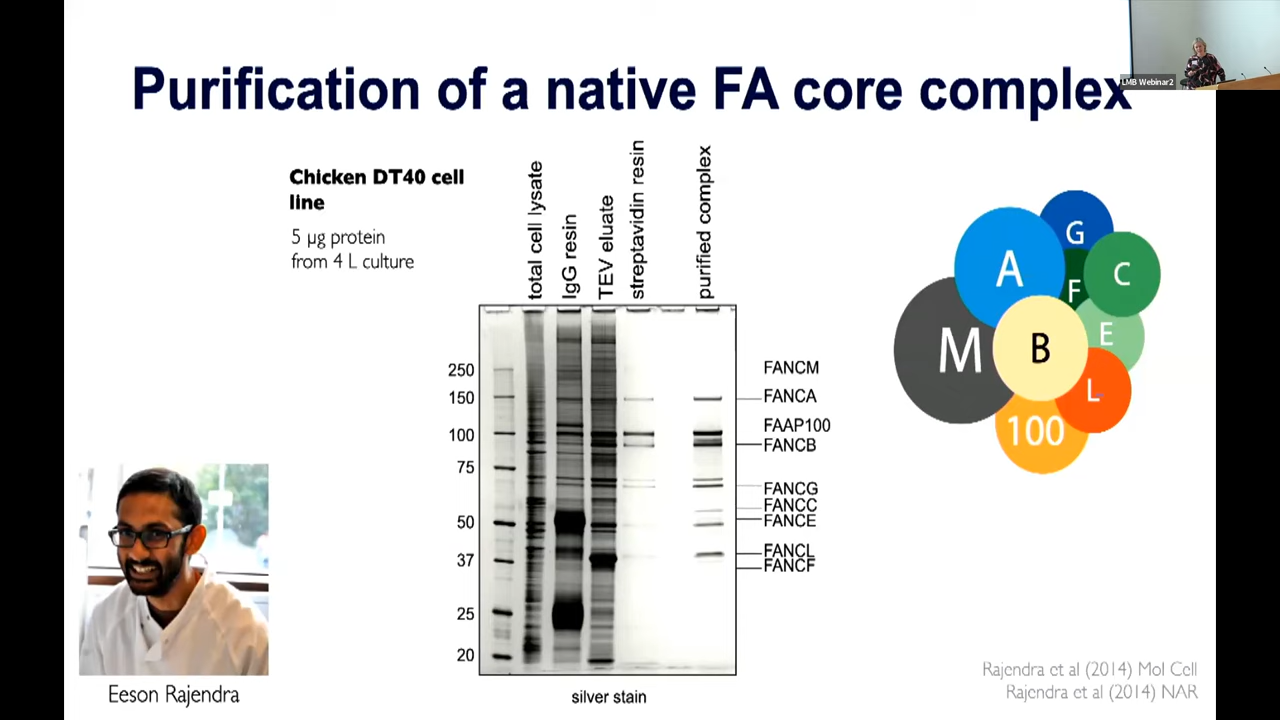 Purification of a native FA core complex
LMB Webinar2
Chicken DT40 cell
line
5 µg protein
from 4 L culture
total cell lysate
IgG resin
TEV eluate
streptavidin resin
purified complex
250
150
100
75
50
37
25
20
FANCM
FANCA
FAAP100
FANCB
FANCG
FANCC
FANCE
FANCL
FANCF
silver stain
G
A
C
F
E
M
B
L
100
Eeson Rajendra
Rajendra et al (2014) Mol Cell
Rajendra et al (2014) NAR